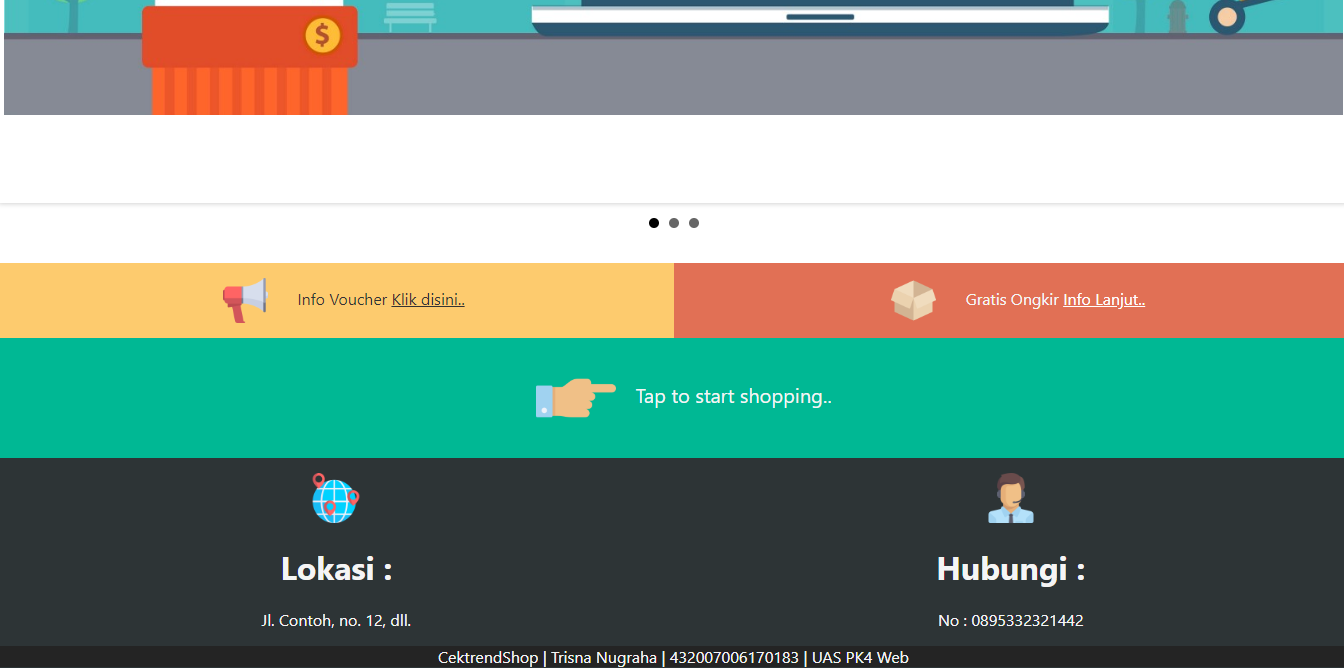 $
Info Voucher Klik disini..
Gratis Ongkir Info Lanjut..
Tap to start shopping..
Lokasi :
Jl. Contoh, no. 12, dll.
Hubungi :
No : 0895332321442
CektrendShop | Trisna Nugraha | 432007006170183 | UAS PK4 Web